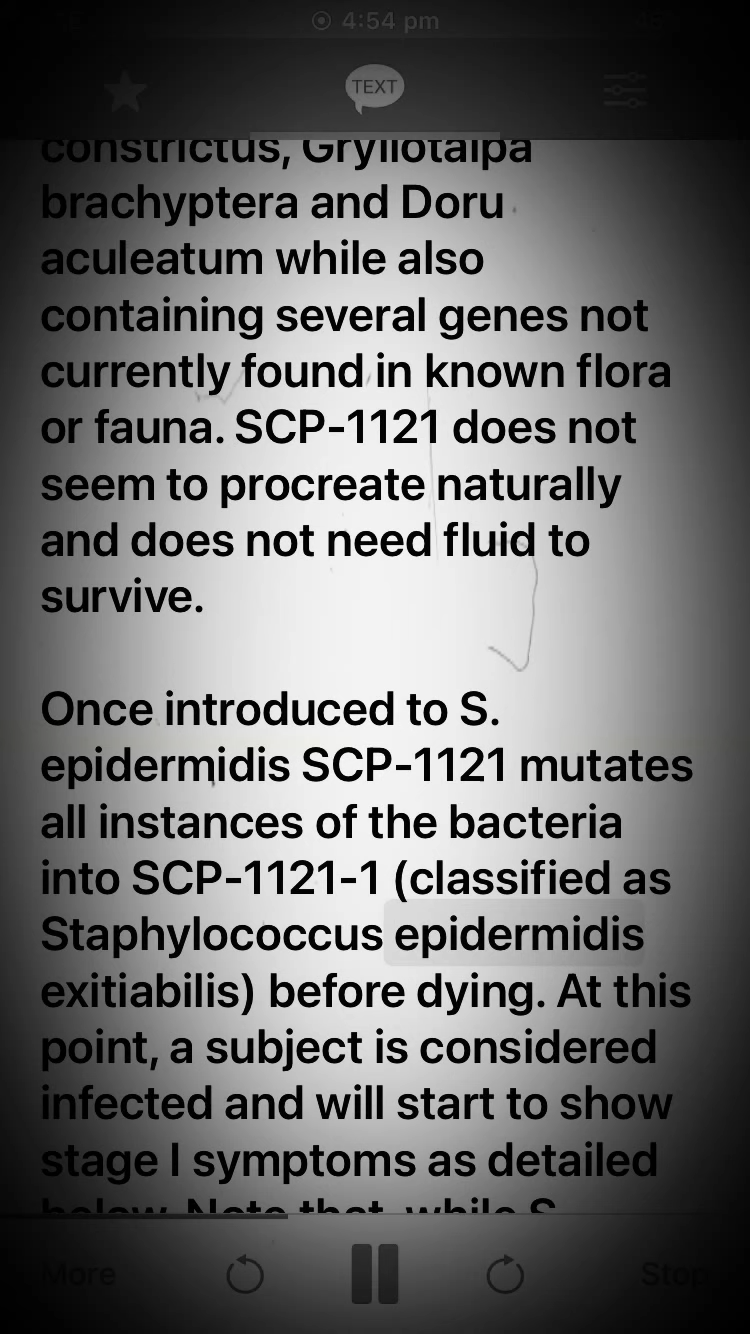 4:54 pm
TEXT
constrictus, Gryllotalpa
brachyptera and Doru
aculeatum while also
containing several genes not
currently found in known flora
or fauna. SCP-1121 does not
seem to procreate naturally
and does not need fluid to
survive.
Once introduced to S.
epidermidis SCP-1121 mutates
all instances of the bacteria
into SCP-1121-1 (classified as
Staphylococcus epidermidis
exitiabilis) before dying. At this
point, a subject is considered
infected and will start to show
stage I symptoms as detailed
below. Note that, while S.
More
Stop